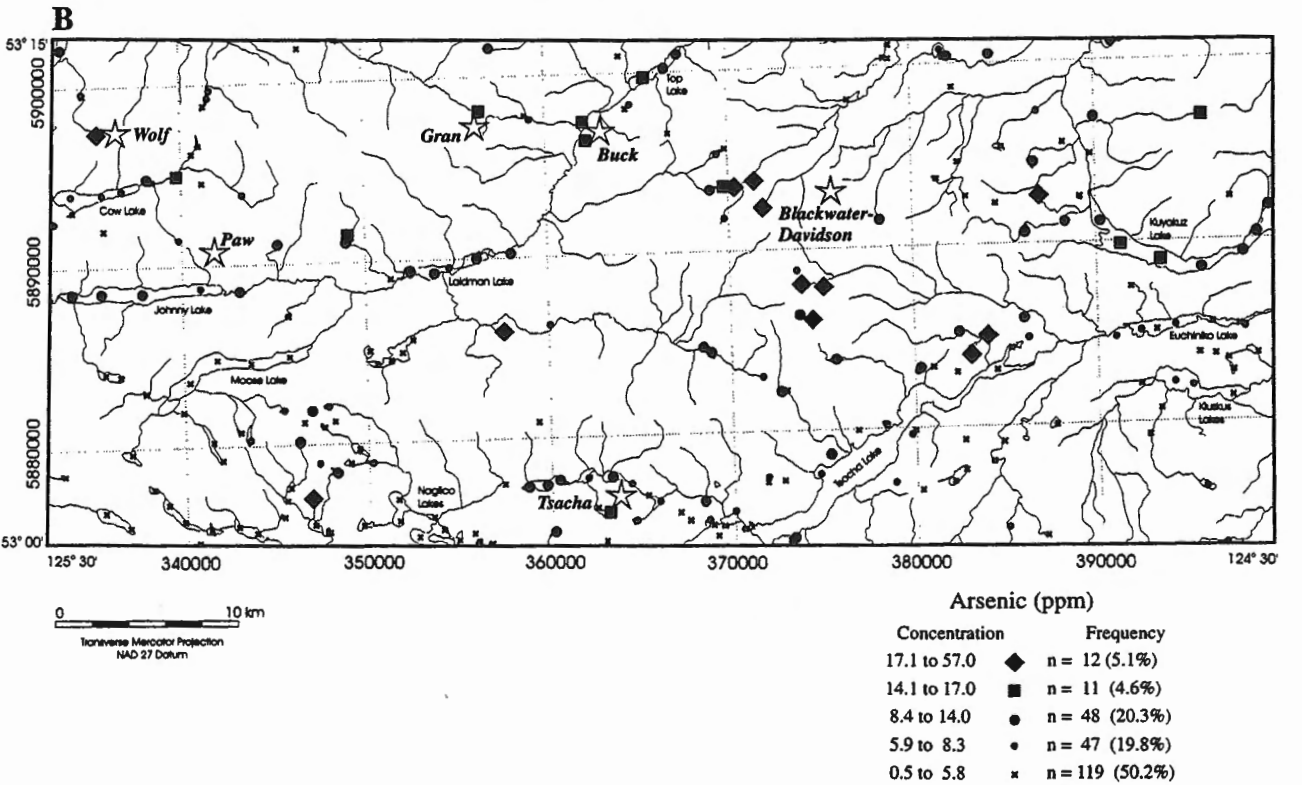 B
53° 15'
5900000
5890000
5880000
53° 00'
Top
Lake
Wolf
Gran
Buck
Cow Lake
Paw
Blackwater-
Davidson
Kuyakuz
Lake
Laidman Lake
Johnny Lake
Euchiniko Lake
Moose Lake
Kluskus
Lakes
Tsacha Lake
Naglico
Lakes
Tsacha
125° 30'
340000
350000
360000
370000
380000
390000
124° 30'
0 10 km
Transverse Mercator Projection
NAD 27 Datum
Arsenic (ppm)
Concentration Frequency
17.1 to 57.0 n = 12 (5.1%)
14.1 to 17.0 n = 11 (4.6%)
8.4 to 14.0 n = 48 (20.3%)
5.9 to 8.3 n = 47 (19.8%)
0.5 to 5.8 n = 119 (50.2%)